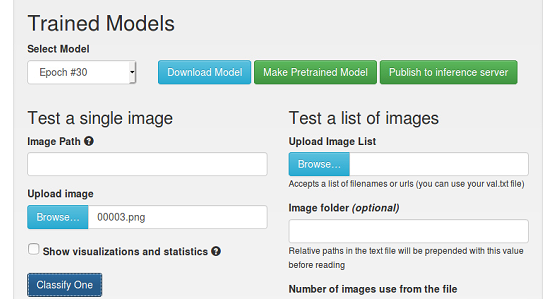 Trained Models
Select Model
Epoch #30
Download Model
Make Pretrained Model
Publish to inference server
Test a single image
Image Path
Upload image
Browse...
00003.png
Show visualizations and statistics
Classify One
Test a list of images
Upload Image List
Browse...
Accepts a list of filenames or urls (you can use your val.txt file)
Image folder (optional)
Relative paths in the text file will be prepended with this value
before reading
Number of images use from the file